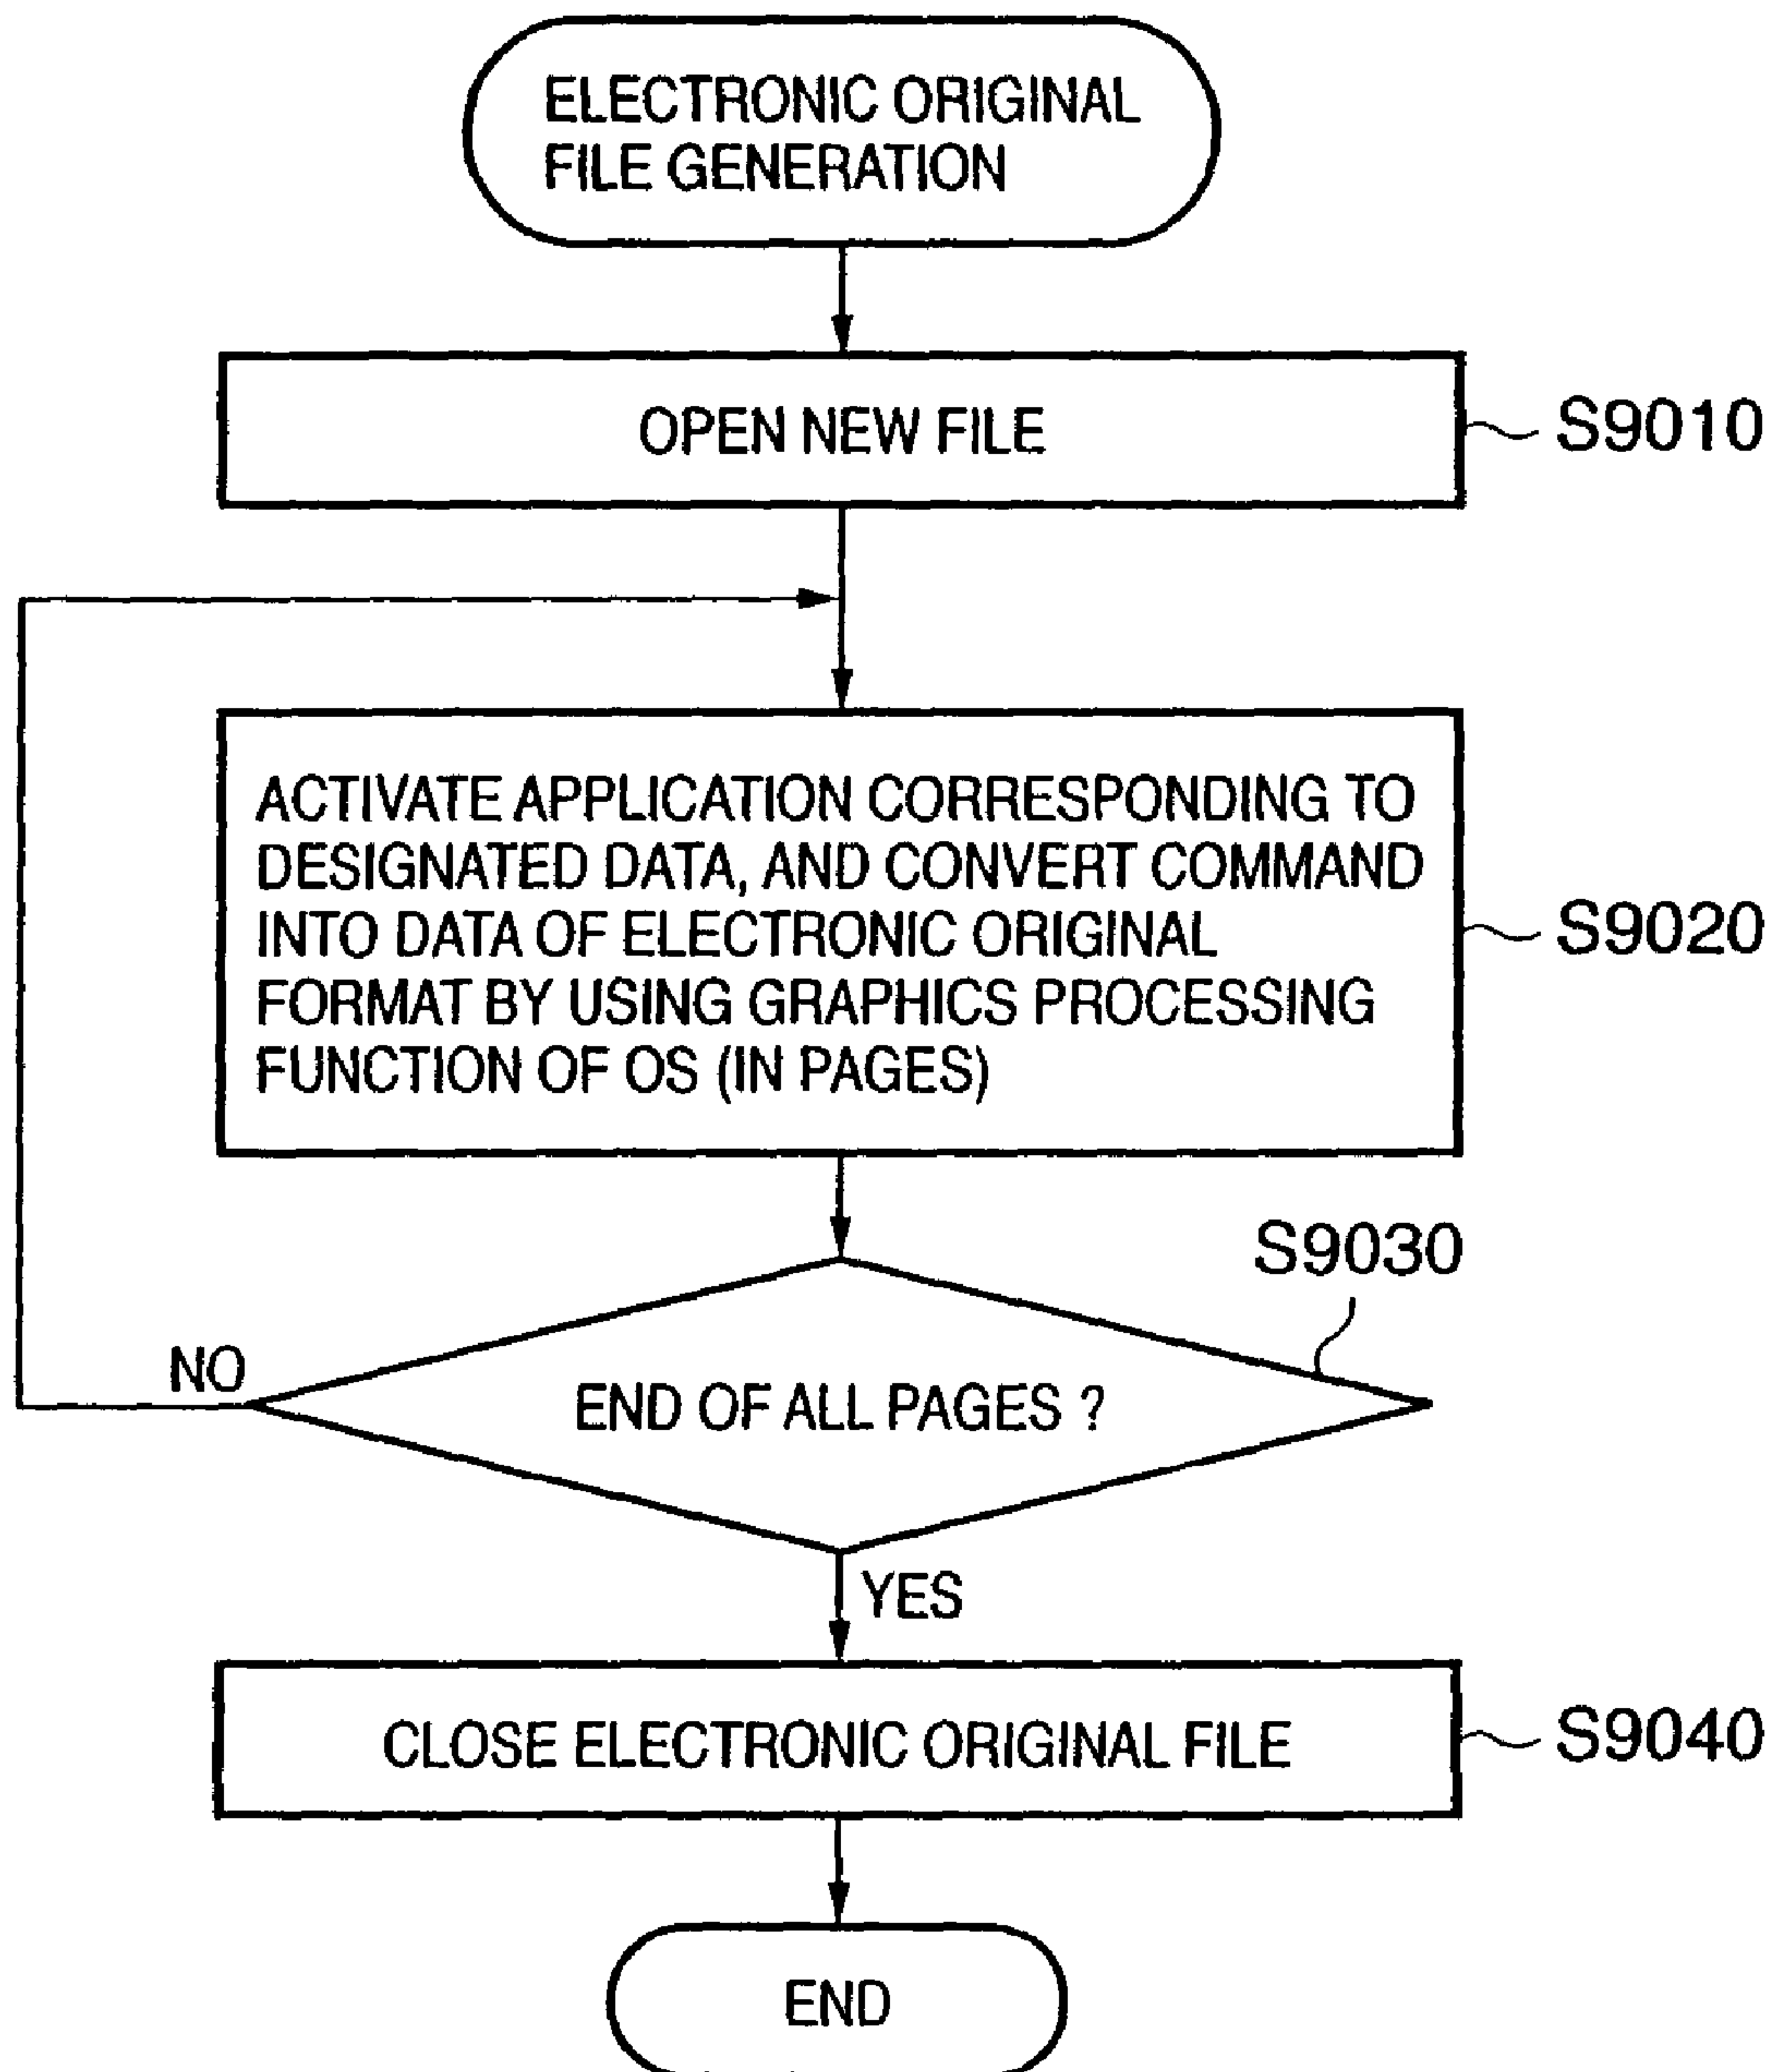 ELECTRONIC ORIGINAL
FILE GENERATION
OPEN NEW FILE
S9010
ACTIVATE APPLICATION CORRESPONDING TO
DESIGNATED DATA, AND CONVERT COMMAND
INTO DATA OF ELECTRONIC ORIGINAL
FORMAT BY USING GRAPHICS PROCESSING
FUNCTION OF OS (IN PAGES)
S9020
S9030
NO
END OF ALL PAGES ?
YES
CLOSE ELECTRONIC ORIGINAL FILE
S9040
END